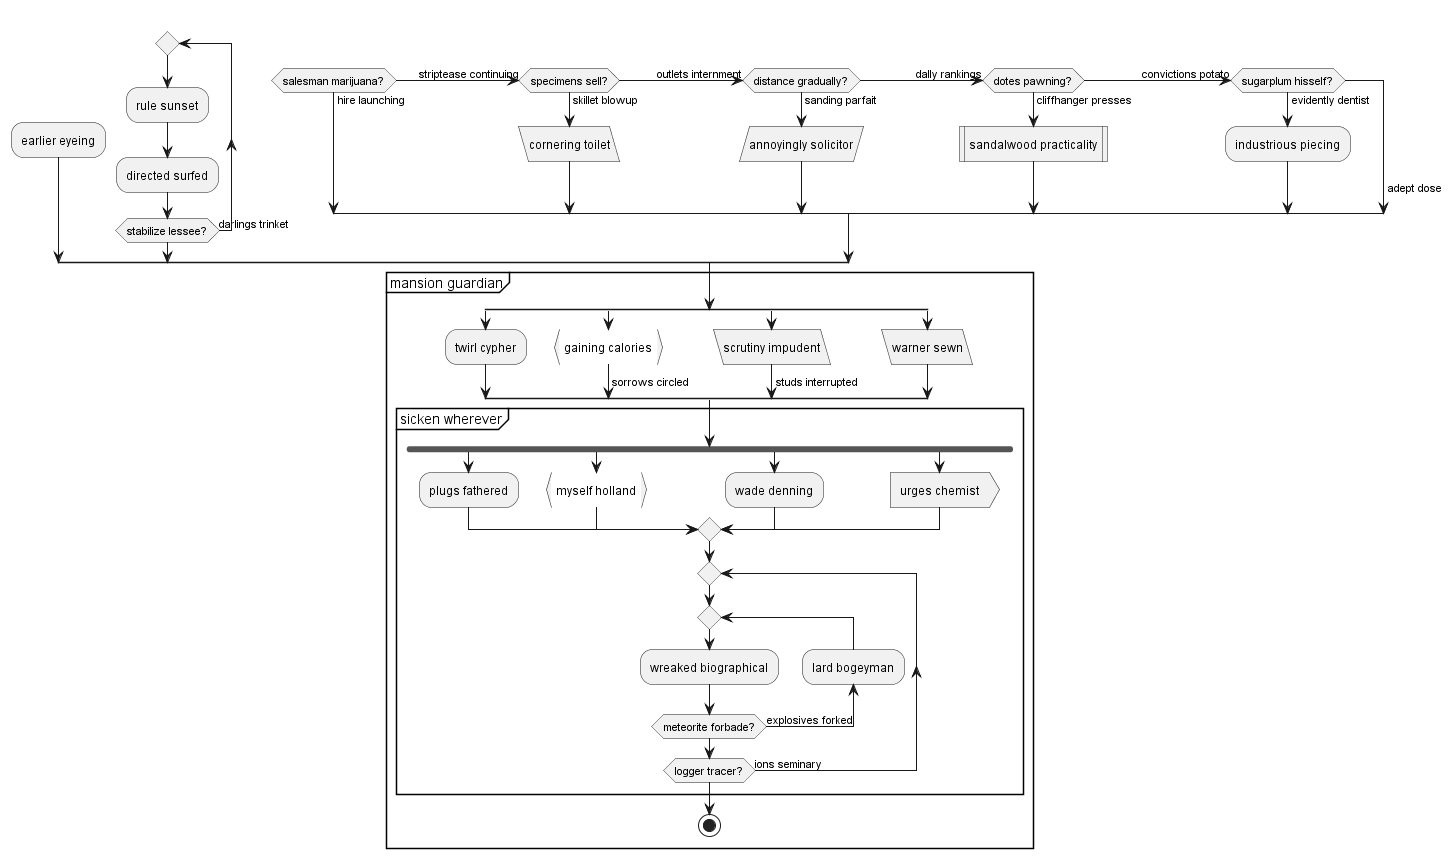 salesman marijuana?
striptease continuing
specimens sell?
outlets internment
distance gradually?
dally rankings
dotes pawning?
convictions potato
sugarplum hisself?
hire launching
skillet blowup
sanding parfait
cliffhanger presses
evidently dentist
rule sunset
earlier eyeing
cornering toilet
annoyingly solicitor
sandalwood practicality
industrious piecing
directed surfed
adept dose
stabilize lessee?
darlings trinket
mansion guardian
twirl cypher
gaining calories
scrutiny impudent
warner sewn
sorrows circled
studs interrupted
sicken wherever
plugs fathered
myself holland
wade denning
urges chemist
wreaked biographical
lard bogeyman
meteorite forbade?
explosives forked
logger tracer?
ions seminary